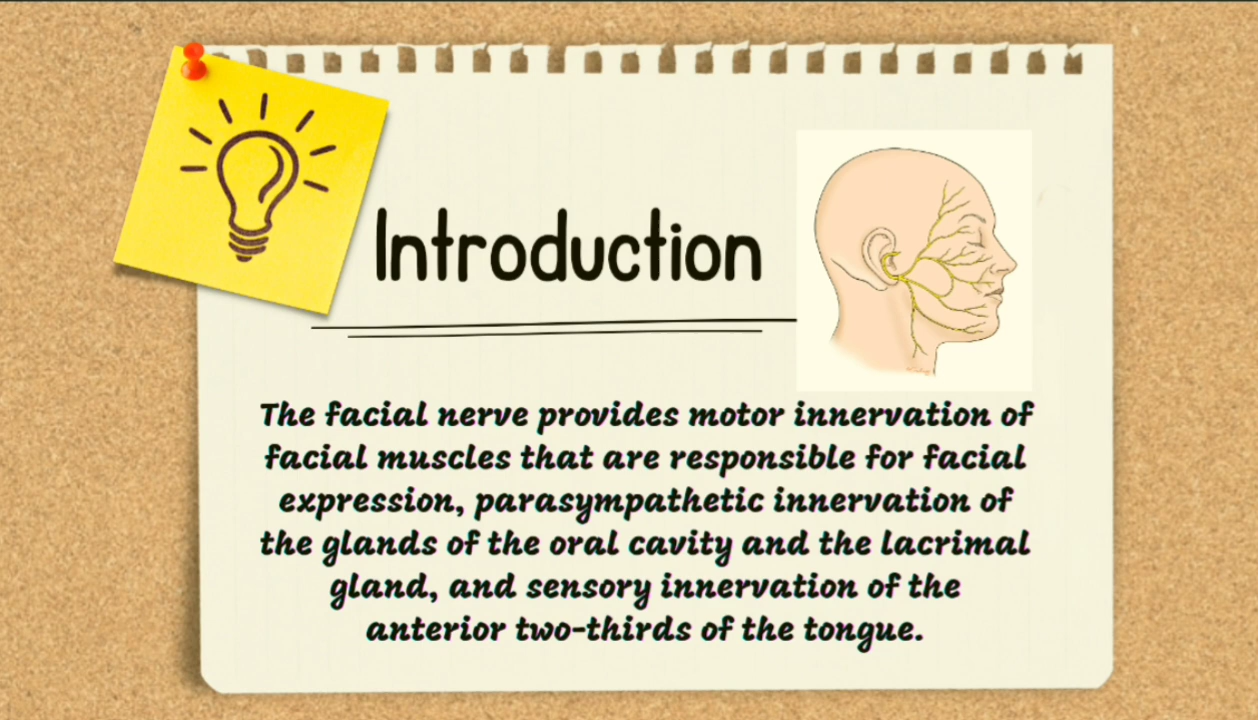 Introduction
The facial nerve provides motor innervation of
facial muscles that are responsible for facial
expression, parasympathetic innervation of
the glands of the oral cavity and the lacrimal
gland, and sensory innervation of the
anterior two-thirds of the tongue.